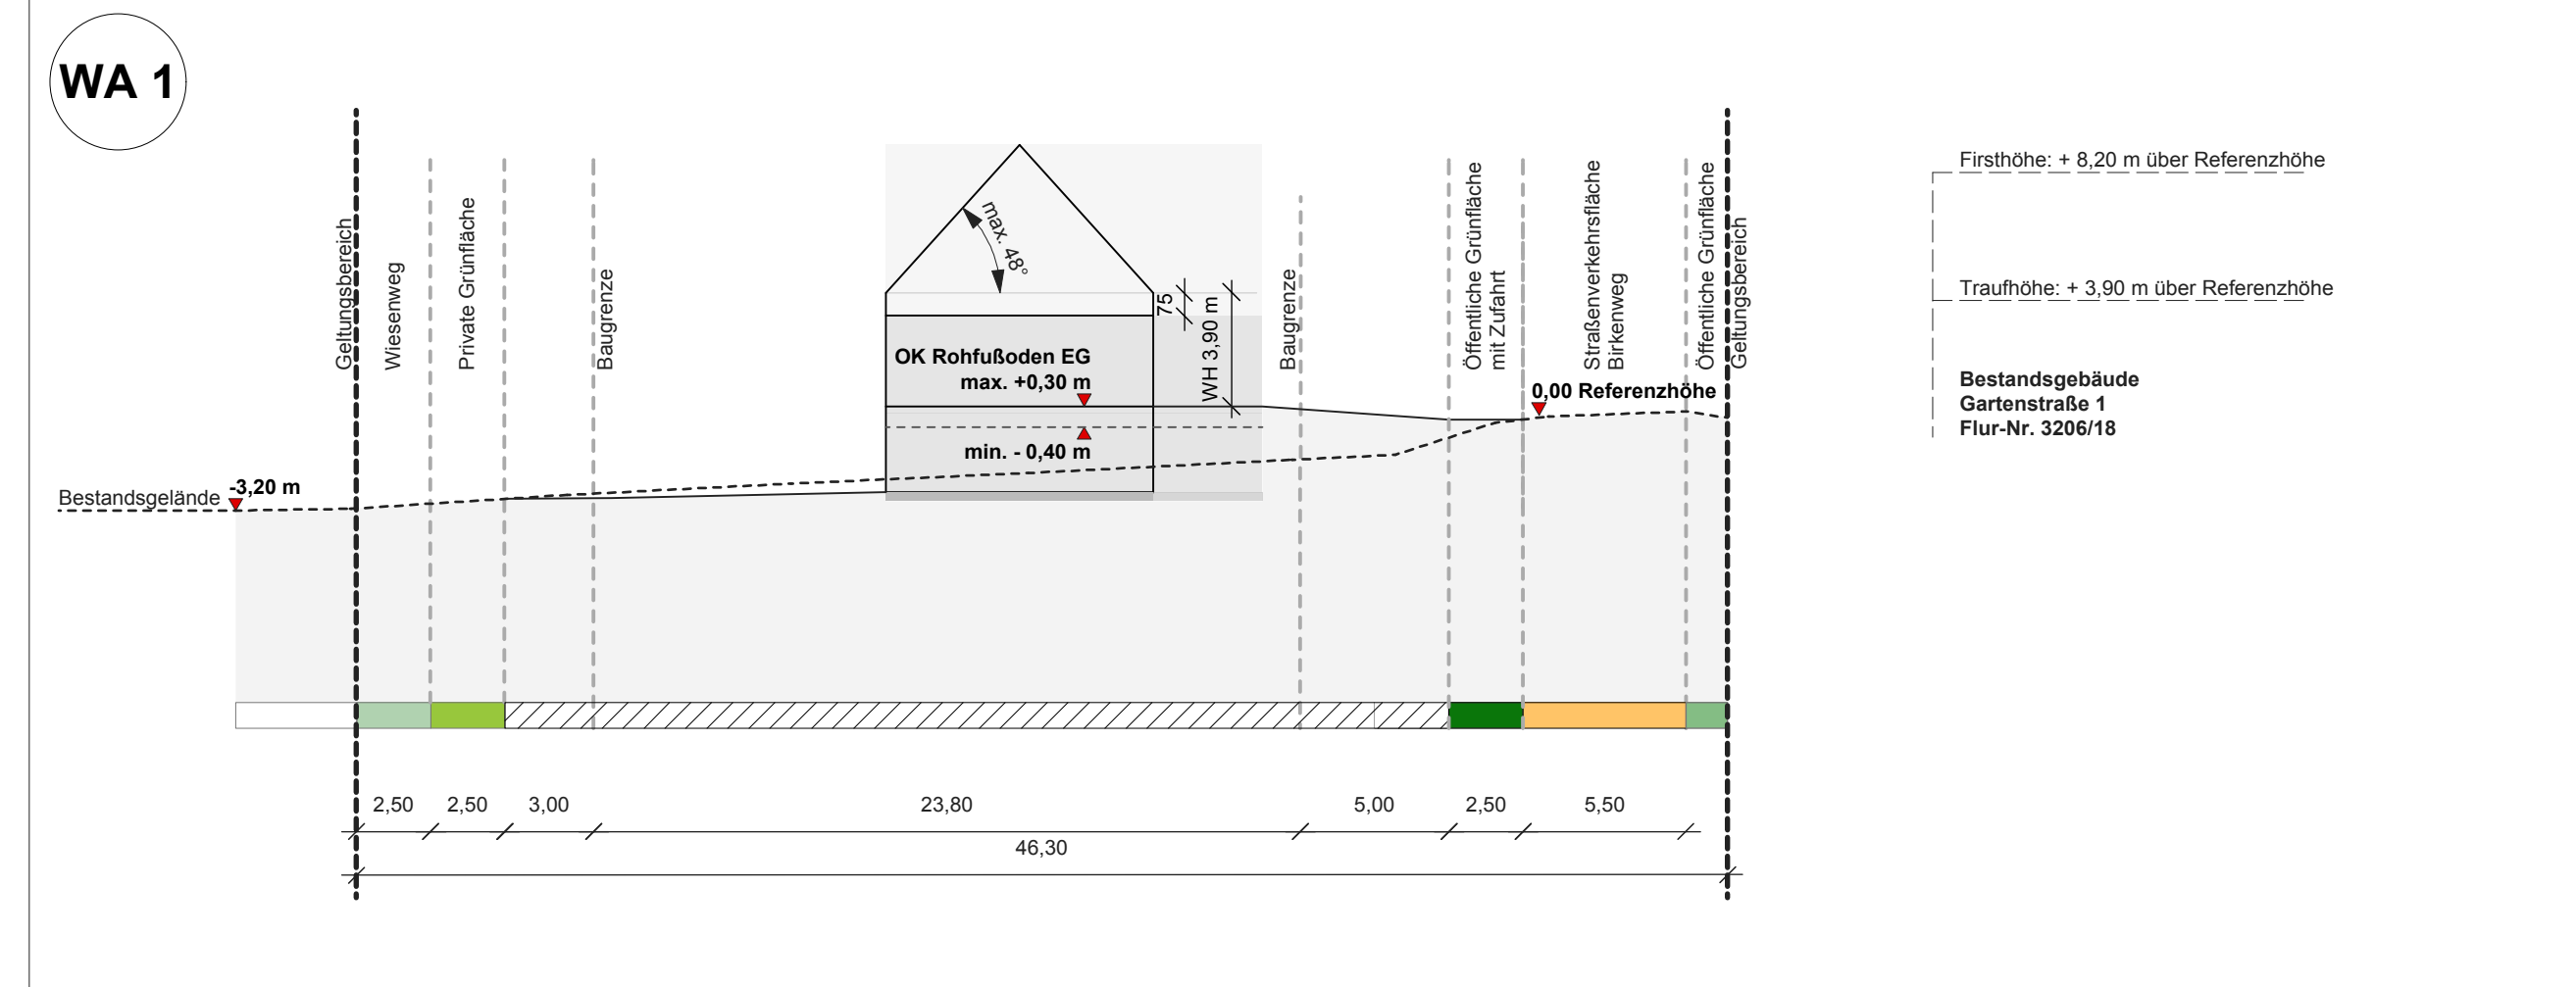 WA 1
Geltungsbereich
Wiesenweg
Private Grünfläche
Baugrenze
max. 48°
75
WH 3,90 m
OK Rohfußoden EG
max. +0,30 m
min. - 0,40 m
Baugrenze
Öffentliche Grünfläche
mit Zufahrt
Straßenverkehrsfläche
Birkenweg
Öffentliche Grünfläche
Geltungsbereich
0,00 Referenzhöhe
Bestandsgelände
-3,20 m
Firsthöhe: + 8,20 m über Referenzhöhe
Traufhöhe: + 3,90 m über Referenzhöhe
Bestandsgebäude
Gartenstraße 1
Flur-Nr. 3206/18
2,50 2,50 3,00 23,80 5,00 2,50 5,50
46,30